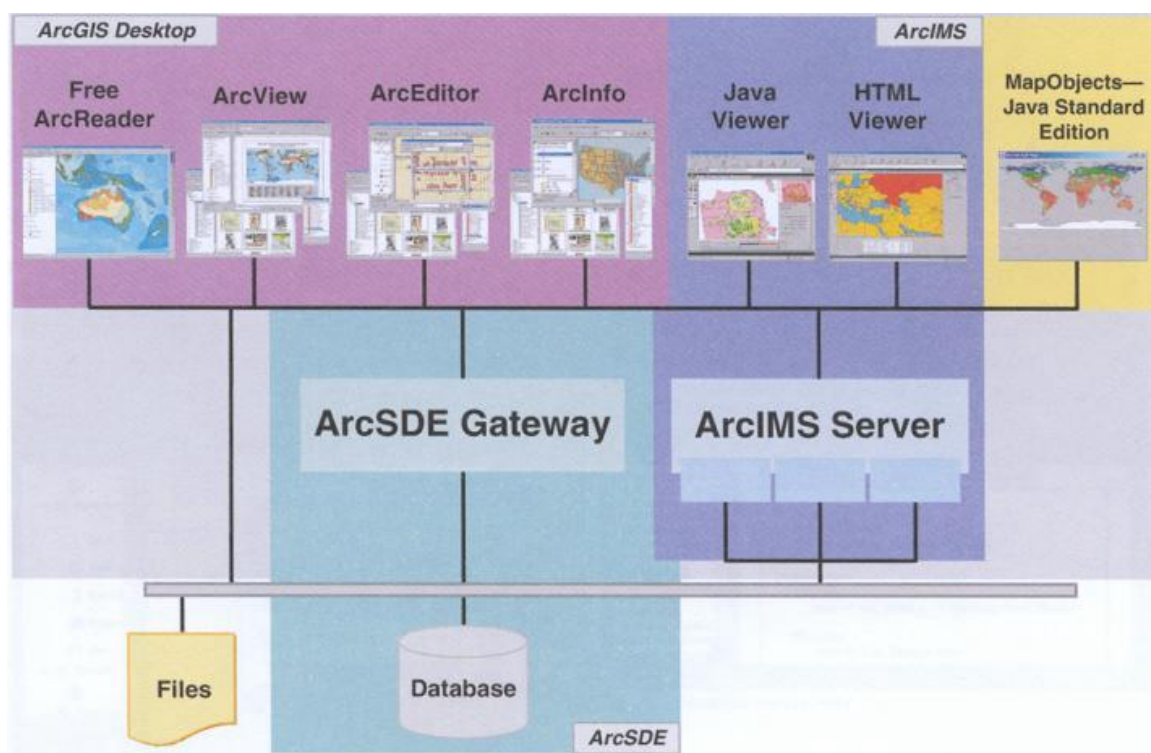 ArcGIS Desktop
ArcIMS
Free
ArcReader
ArcView
ArcEditor
ArcInfo
Java
Viewer
HTML
Viewer
MapObjects—
Java Standard
Edition
ArcSDE Gateway
ArcIMS Server
Files
Database
ArcSDE